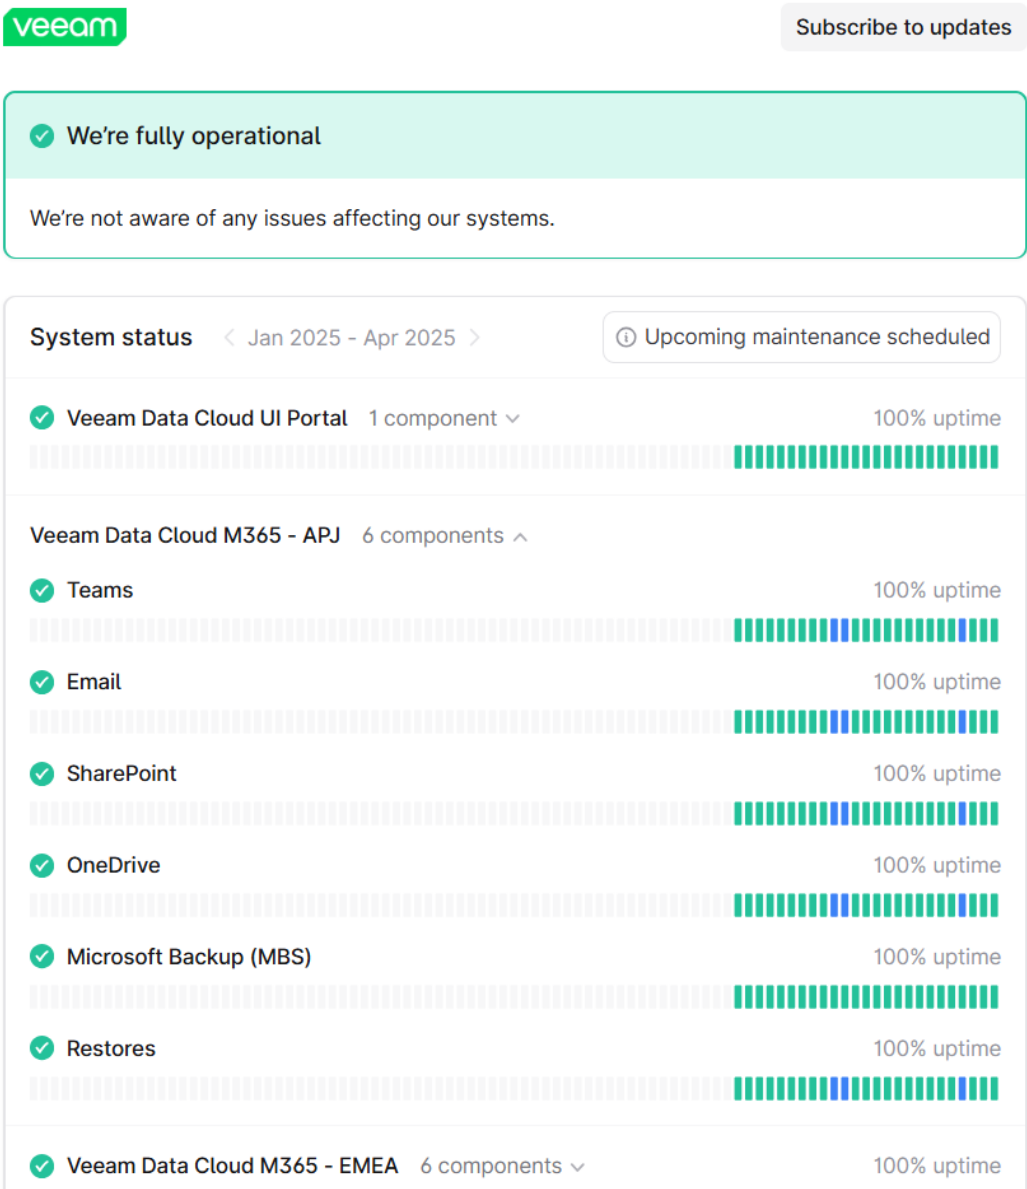 veeam
Subscribe to updates
We're fully operational
We're not aware of any issues affecting our systems.
System status Jan 2025 - Apr 2025 Upcoming maintenance scheduled
Veeam Data Cloud UI Portal 1 component 100% uptime
Veeam Data Cloud M365 - APJ 6 components
Teams 100% uptime
Email 100% uptime
SharePoint 100% uptime
OneDrive 100% uptime
Microsoft Backup (MBS) 100% uptime
Restores 100% uptime
Veeam Data Cloud M365 - EMEA 6 components 100% uptime